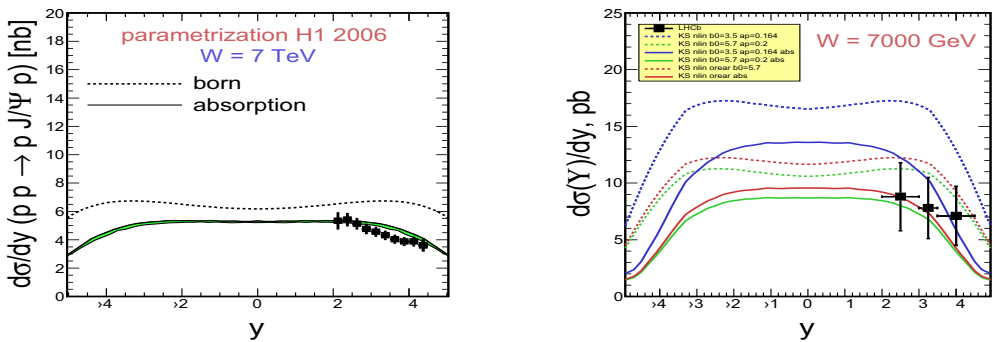 parametrization H1 2006
W = 7 TeV
born
absorption
dσ/dy (p p → p J/Ψ p) [nb]
20
18
16
14
12
10
8
6
4
2
0
›4
›2
0
2
4
y
LHCb
KS nlin b0=3.5 ap=0.164
KS nlin b0=5.7 ap=0.2
KS nlin b0=3.5 ap=0.164 abs
KS nlin b0=5.7 ap=0.2 abs
KS nlin orear b0=5.7
KS nlin orear abs
W = 7000 GeV
dσ(Υ)/dy, pb
25
20
15
10
5
0
›4
›3
›2
›1
0
1
2
3
4
y